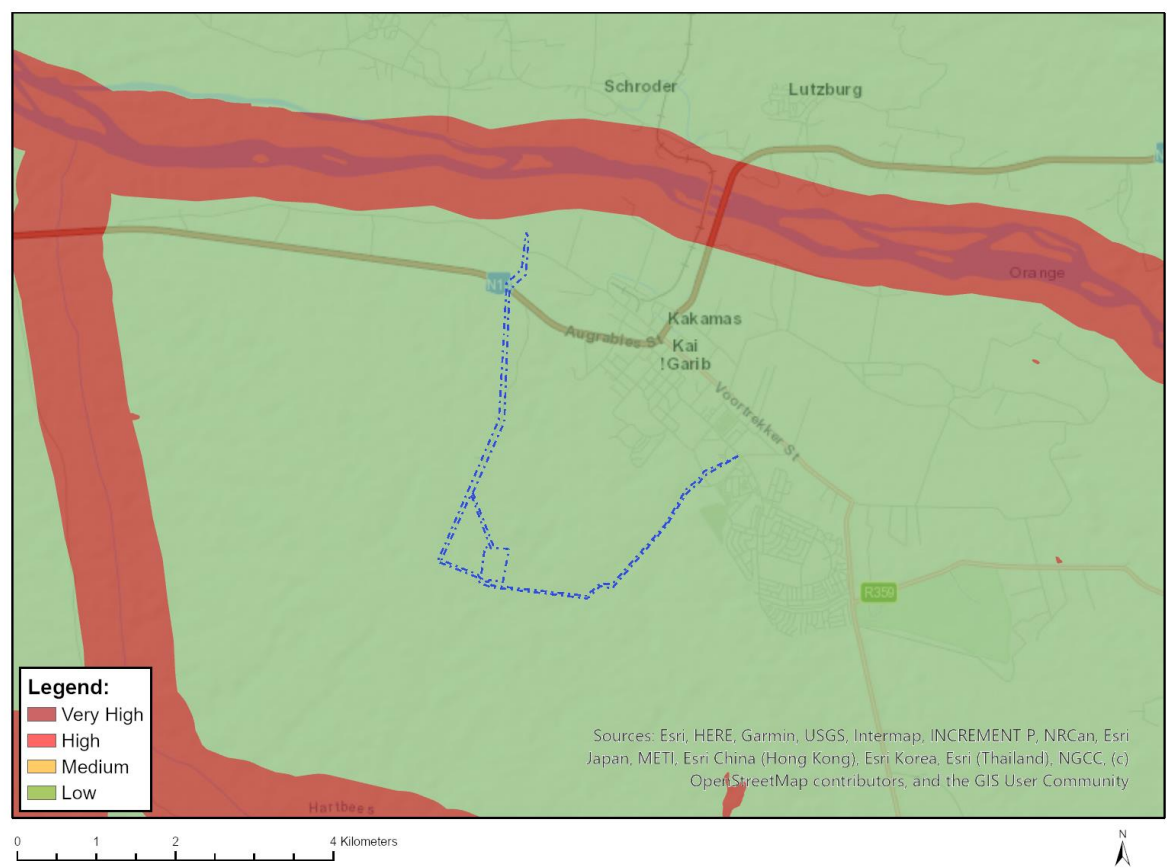 Schroder
Lutzburg
N1
Orange
Kakamas
Augrabies St
Kai
!Garib
Voortrekker St
R359
Legend:
Very High
High
Medium
Low
Sources: Esri, HERE, Garmin, USGS, Intermap, INCREMENT P, NRCan, Esri
Japan, METI, Esri China (Hong Kong), Esri Korea, Esri (Thailand), NGCC, (c)
OpenStreetMap contributors, and the GIS User Community
Hartbees
0 1 2 4 Kilometers
N